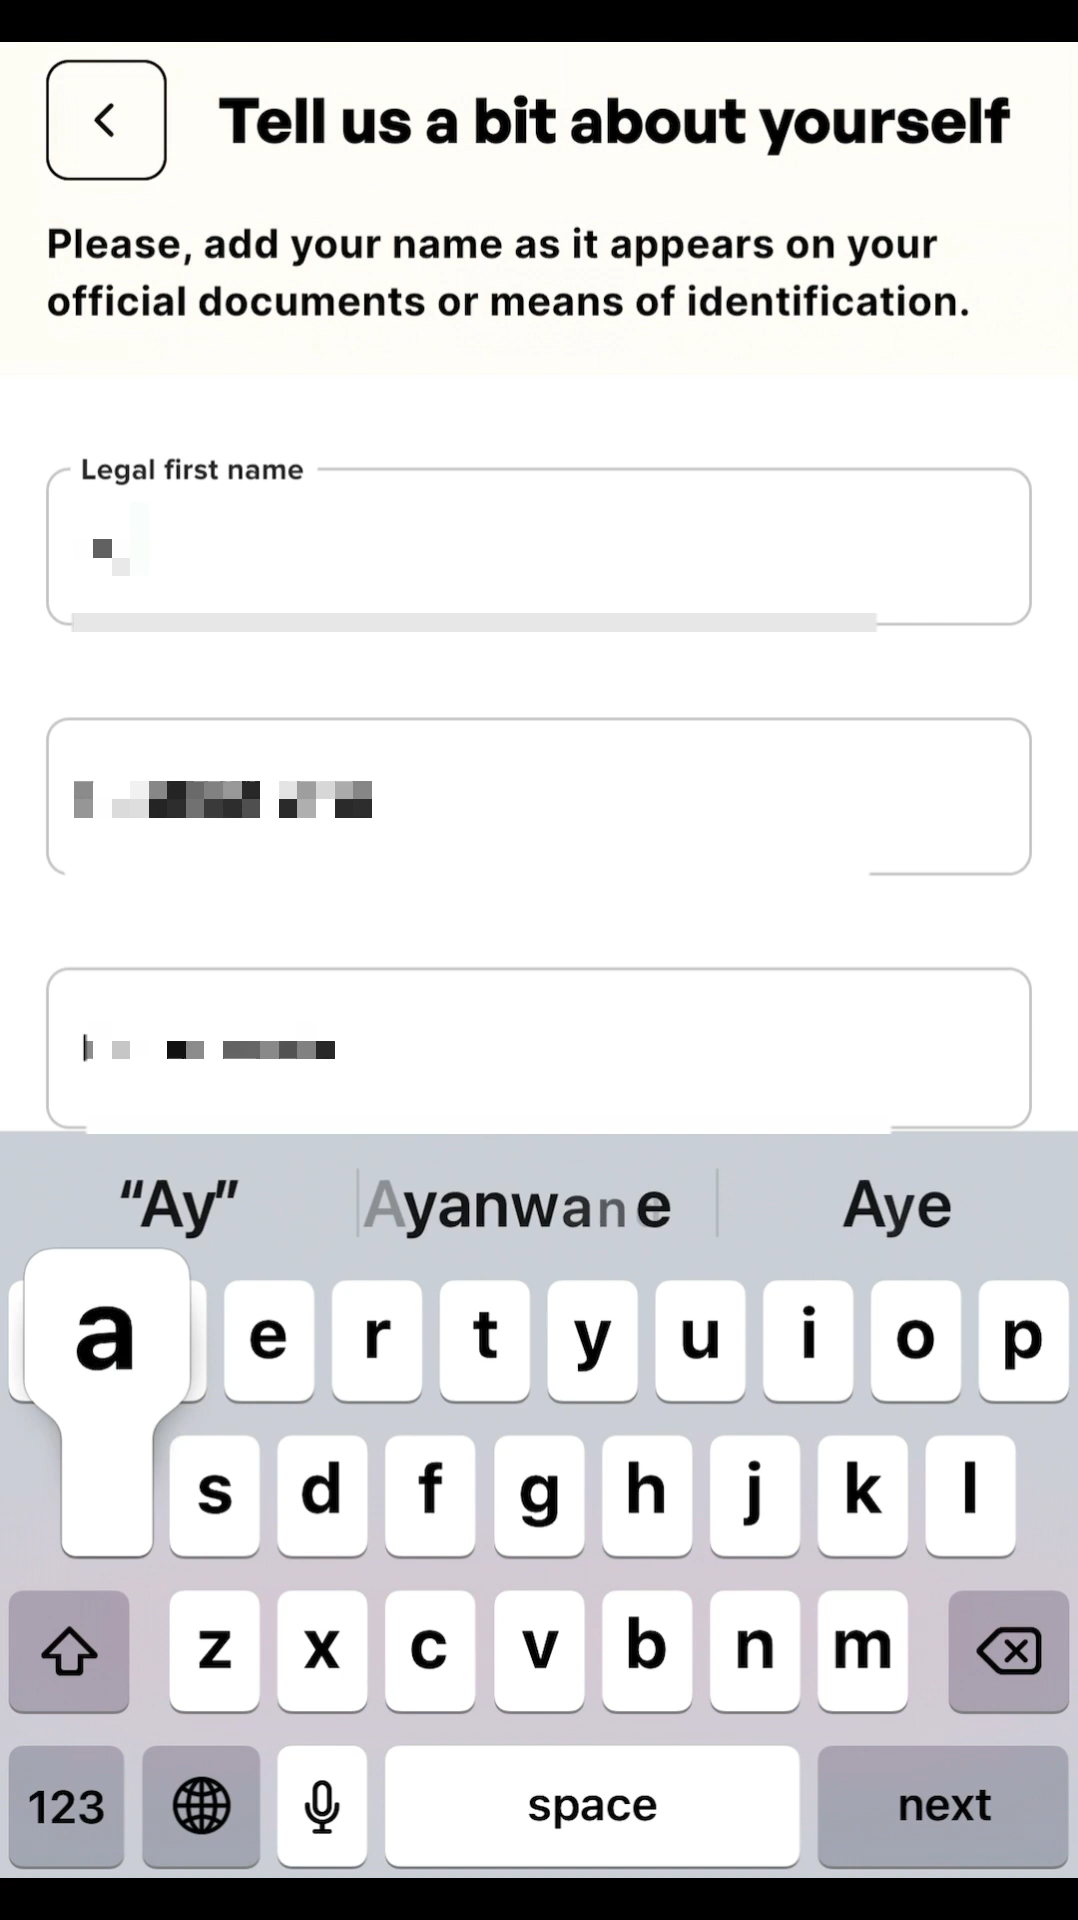 Tell us a bit about yourself
Please, add your name as it appears on your
official documents or means of identification.
Legal first name
“Ay” Ayanwane Aye
a e r t y u i o p
s d f g h j k l
z x c v b n m
123 space next